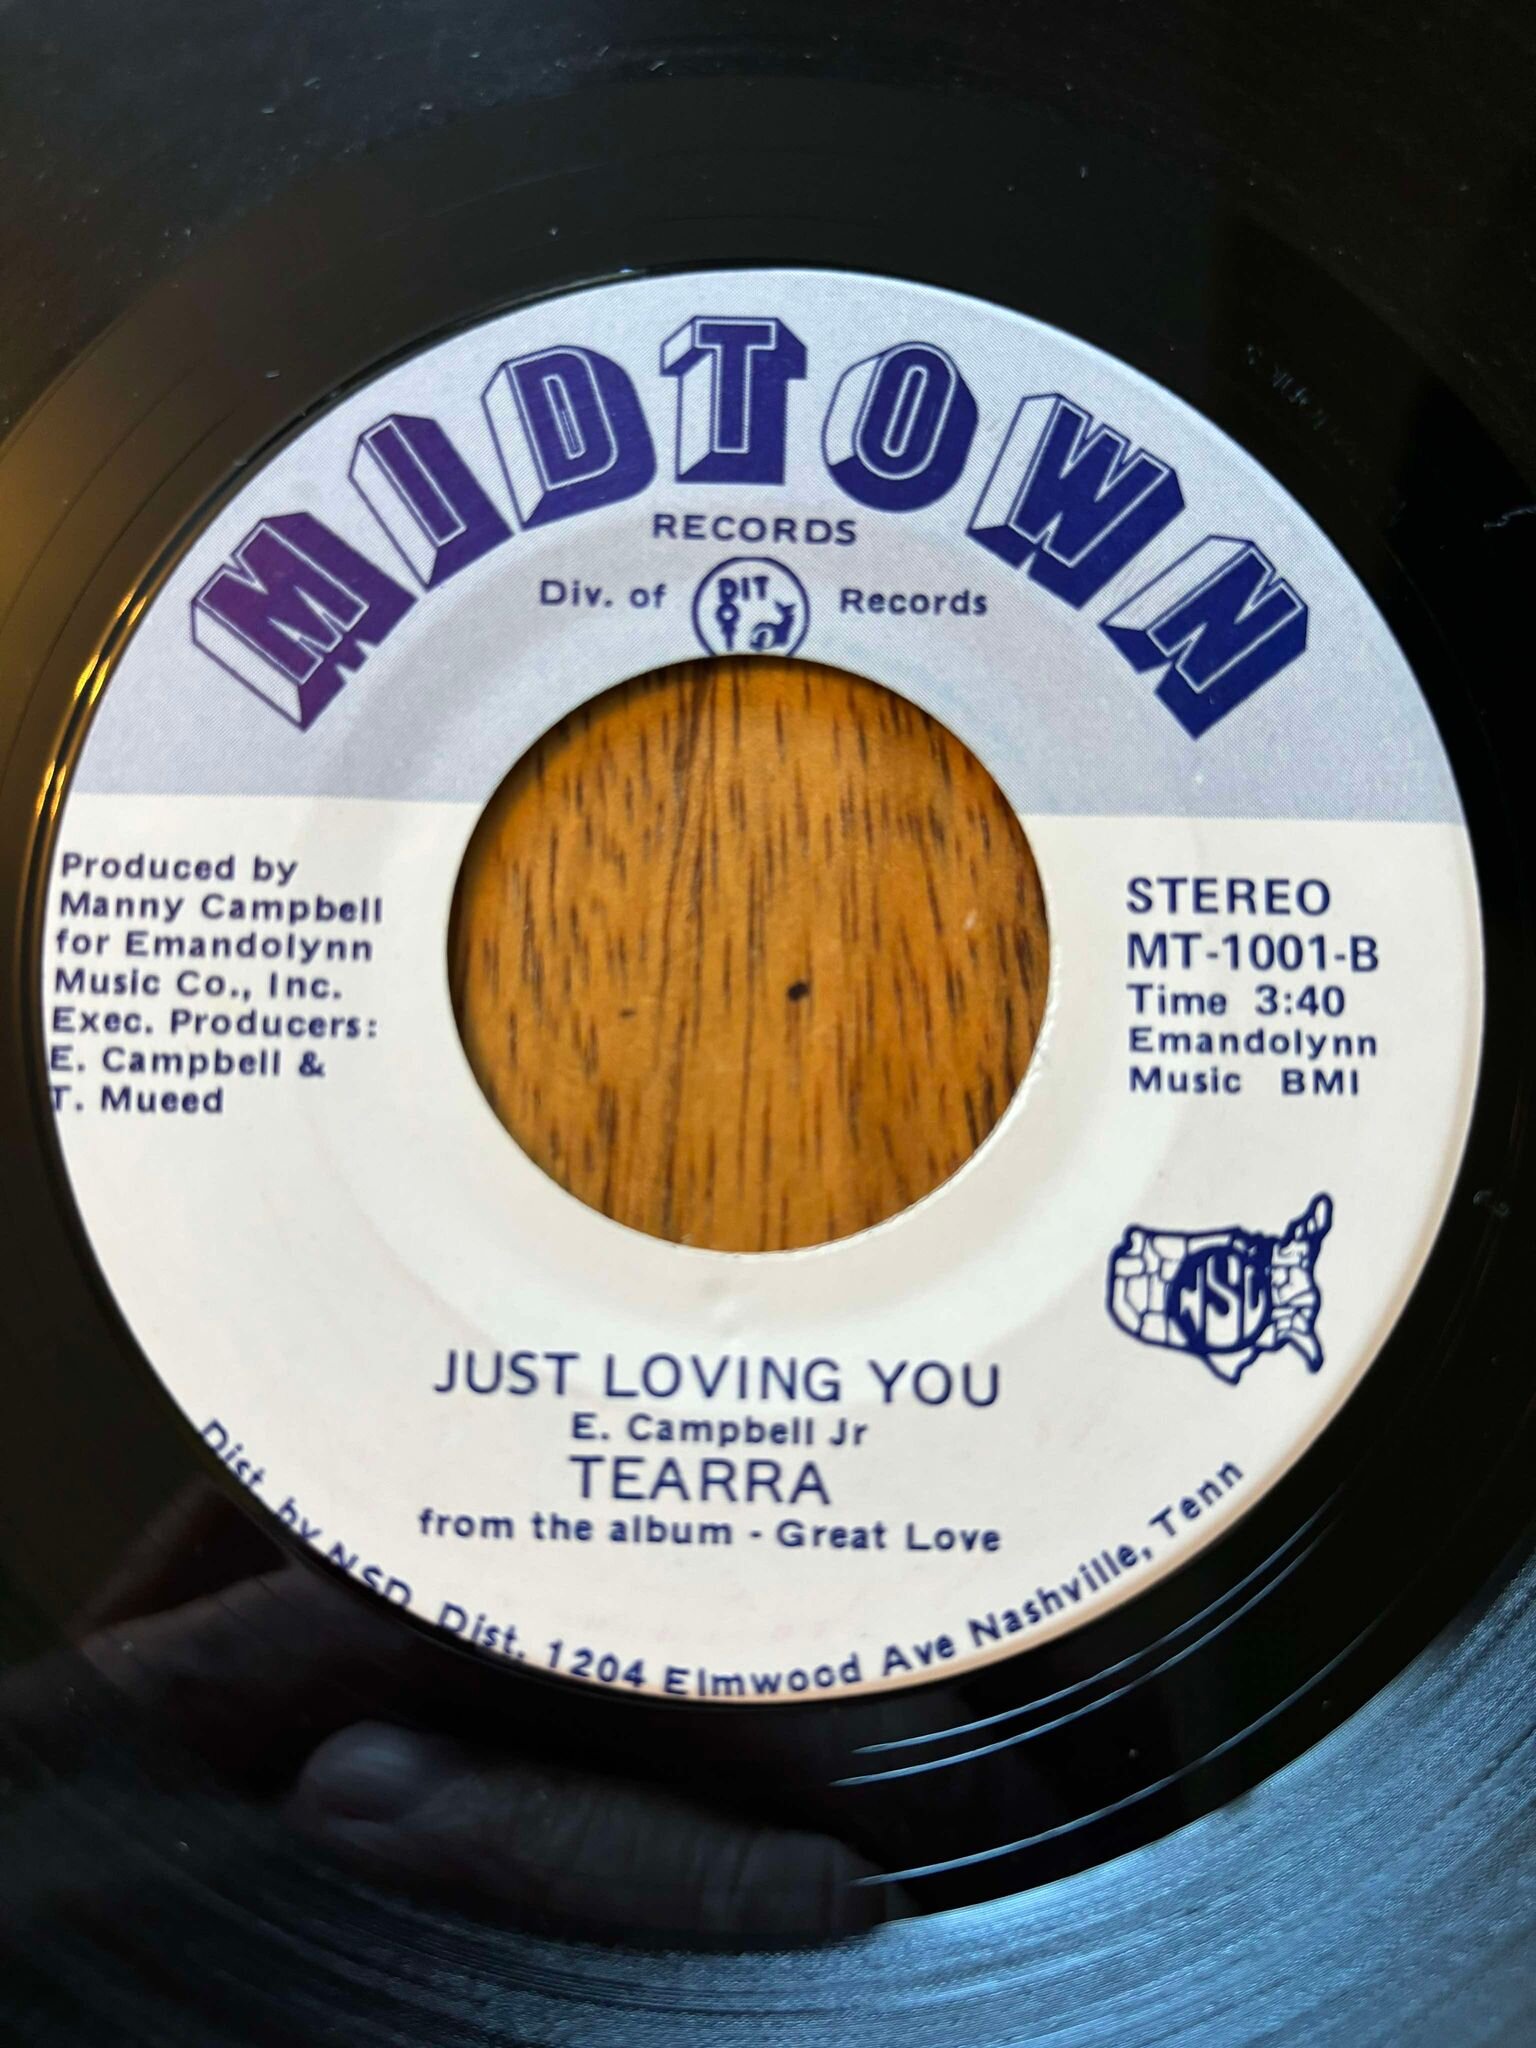 MIDTOWN
RECORDS
Div. of PIT Records
Produced by
Manny Campbell
for Emandolynn
Music Co., Inc.
Exec. Producers:
E. Campbell &
T. Mueed
STEREO
MT-1001-B
Time 3:40
Emandolynn
Music BMI
JUST LOVING YOU
E. Campbell Jr
TEARRA
from the album - Great Love
Dist. by NSD. Dist. 1204 Elmwood Ave Nashville, Tenn